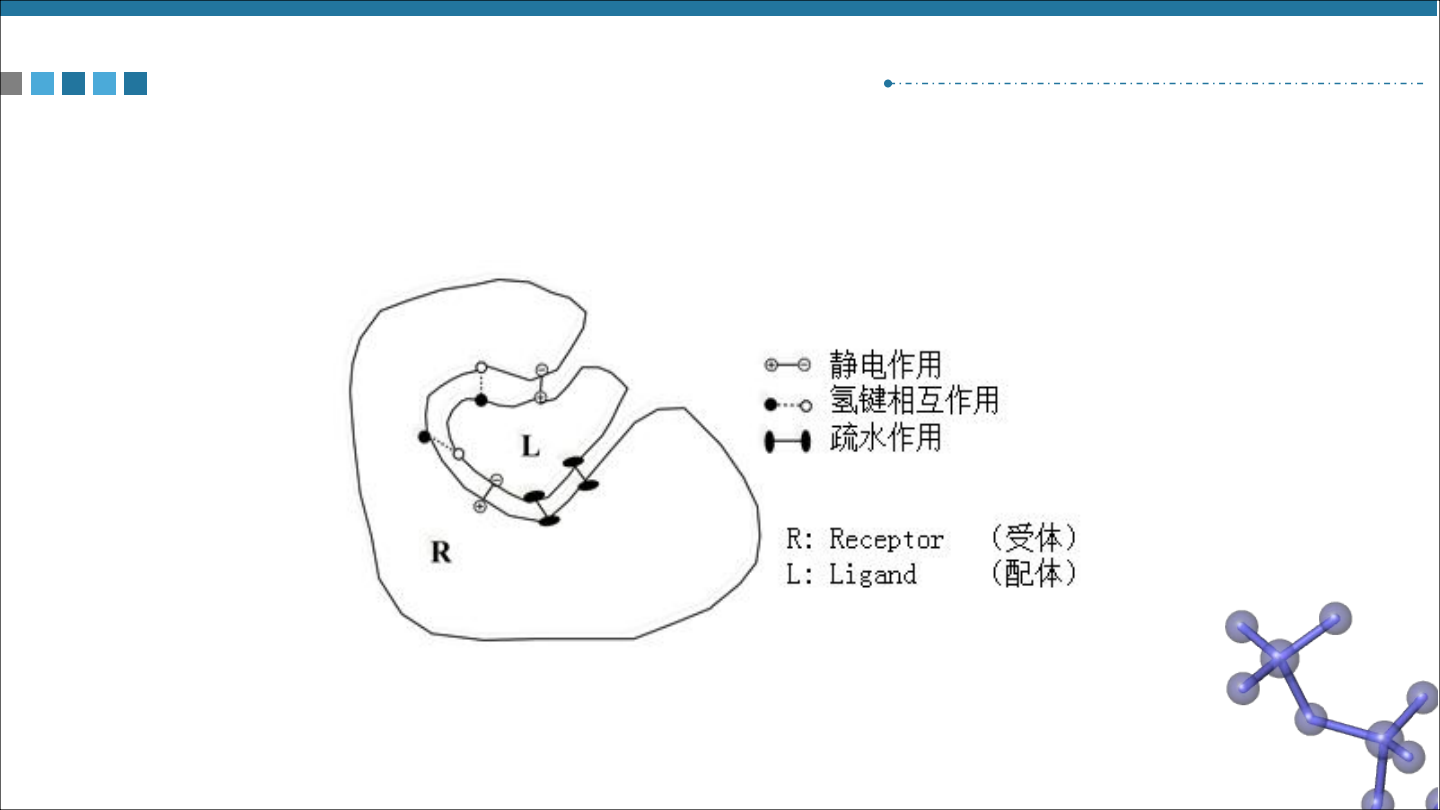 静电作用
氢键相互作用
疏水作用
L
R
R: Receptor （受体）
L: Ligand （配体）